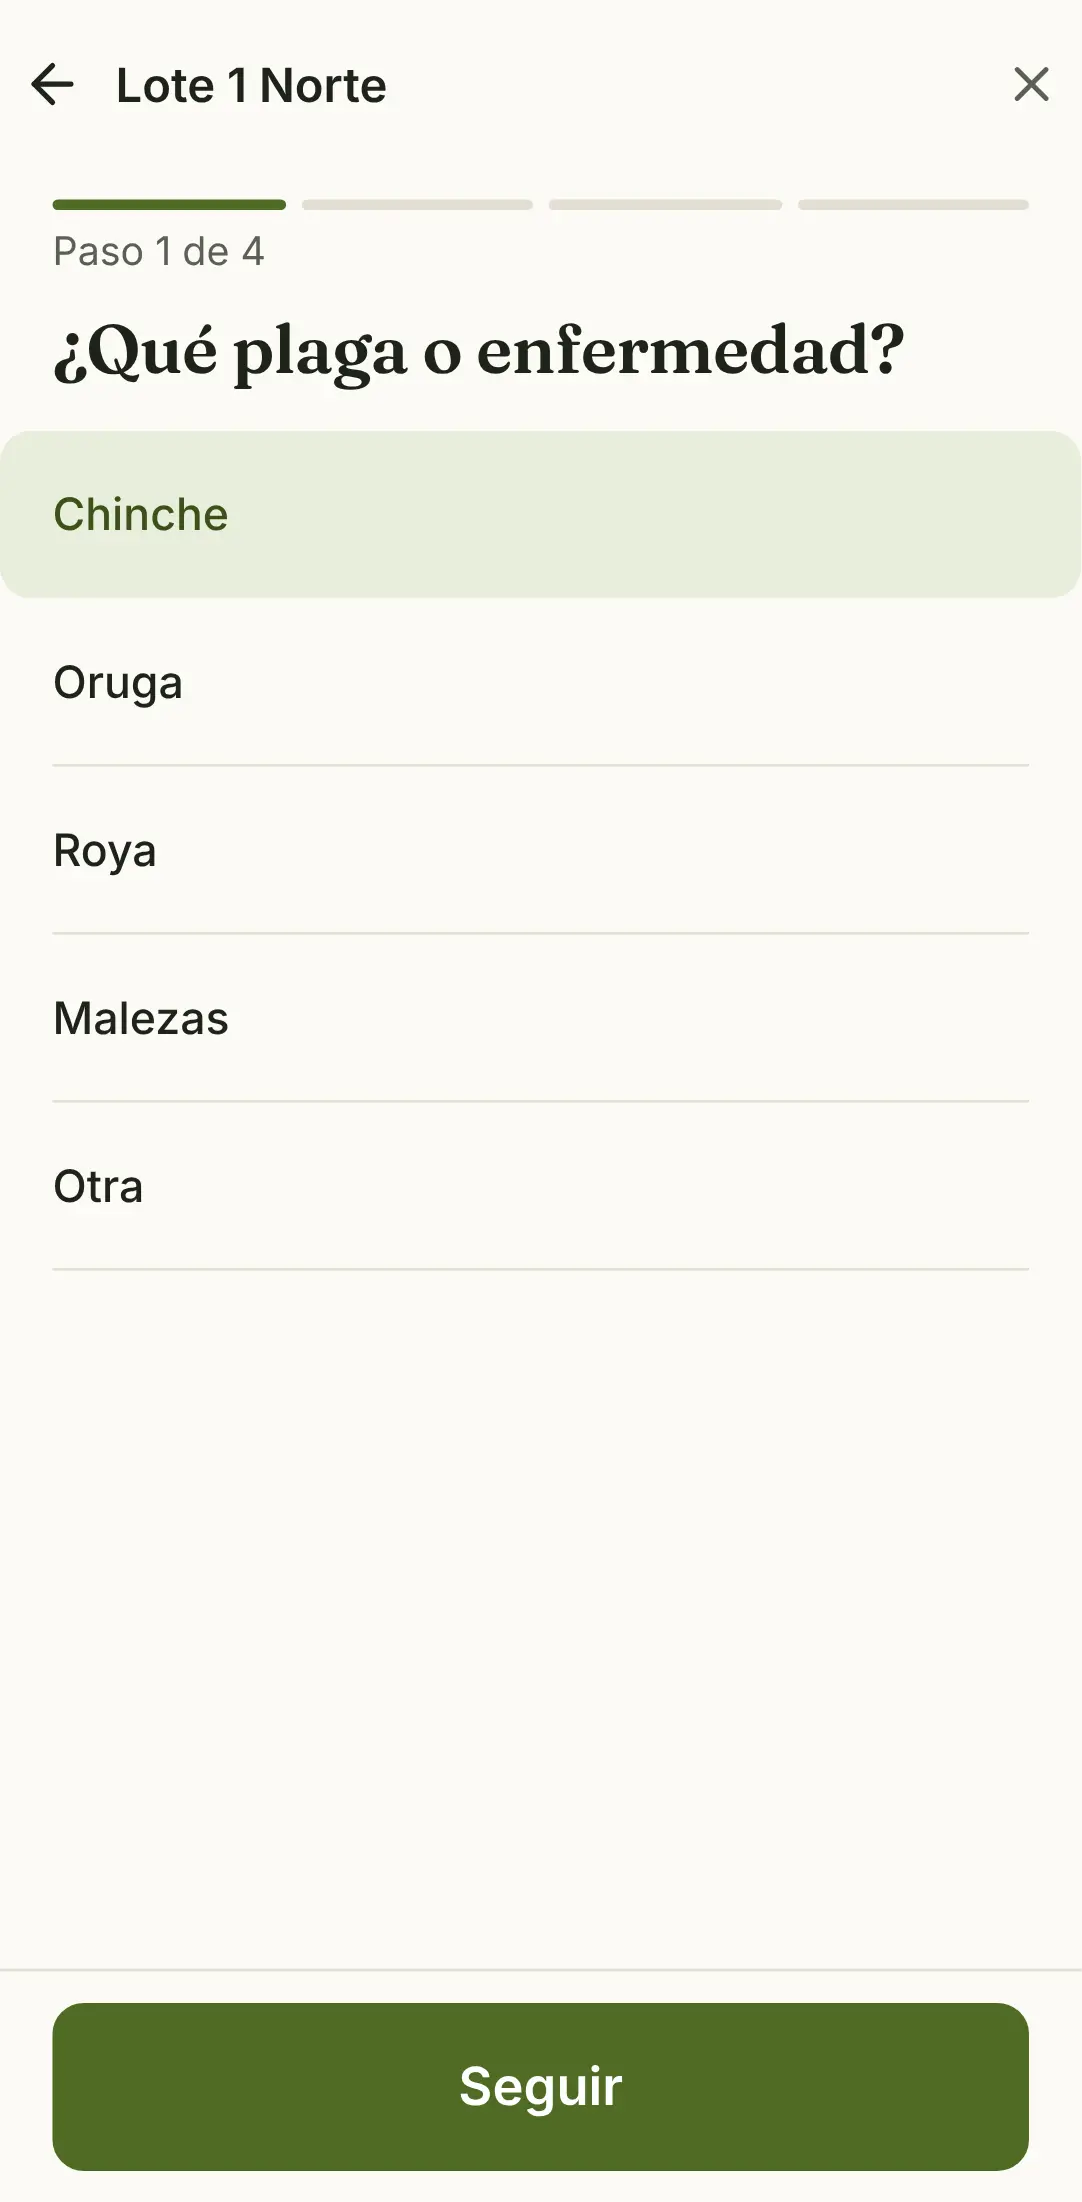 Lote 1 Norte
Paso 1 de 4
¿Qué plaga o enfermedad?
Chinche
Oruga
Roya
Malezas
Otra
Seguir